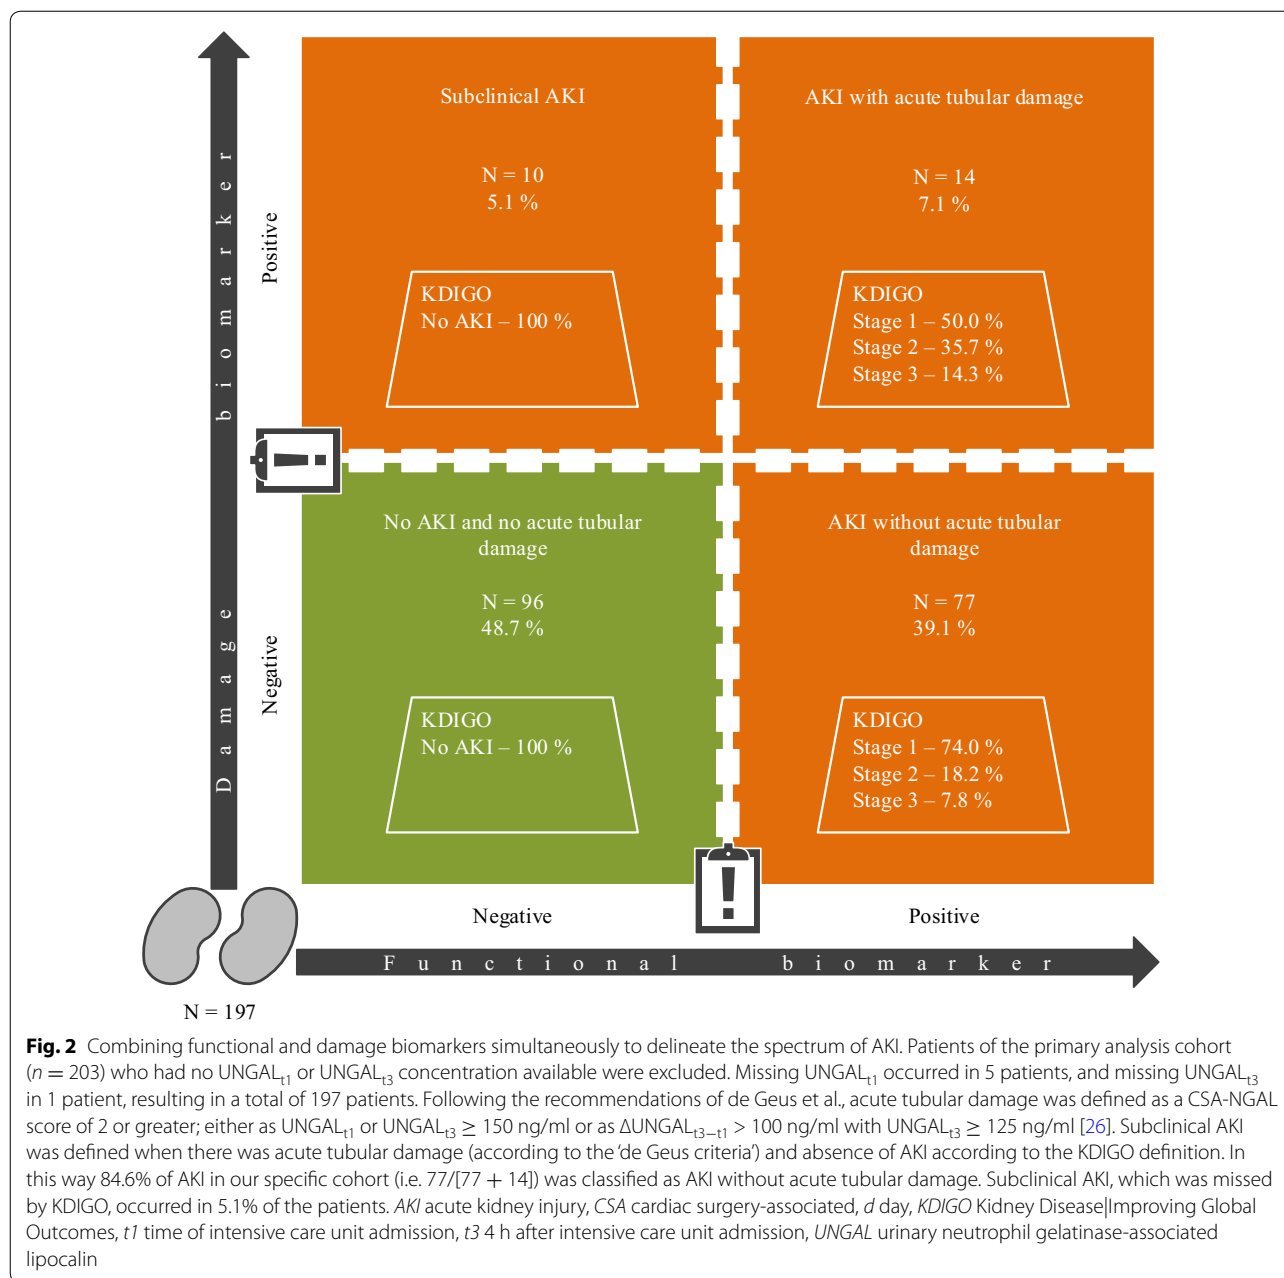 Subclinical AKI
N = 10
5.1 %
KDIGO
No AKI – 100 %
AKI with acute tubular damage
N = 14
7.1 %
KDIGO
Stage 1 – 50.0 %
Stage 2 – 35.7 %
Stage 3 – 14.3 %
No AKI and no acute tubular
damage
N = 96
48.7 %
KDIGO
No AKI – 100 %
AKI without acute tubular
damage
N = 77
39.1 %
KDIGO
Stage 1 – 74.0 %
Stage 2 – 18.2 %
Stage 3 – 7.8 %
Damage biomarker
Positive
Negative
!
!
Negative
Positive
Functional biomarker
N = 197
Fig. 2 Combining functional and damage biomarkers simultaneously to delineate the spectrum of AKI. Patients of the primary analysis cohort
(n = 203) who had no UNGALt1 or UNGALt3 concentration available were excluded. Missing UNGALt1 occurred in 5 patients, and missing UNGALt3
in 1 patient, resulting in a total of 197 patients. Following the recommendations of de Geus et al., acute tubular damage was defined as a CSA-NGAL
score of 2 or greater; either as UNGALt1 or UNGALt3 ≥ 150 ng/ml or as ΔUNGALt3−t1 > 100 ng/ml with UNGALt3 ≥ 125 ng/ml [26]. Subclinical AKI
was defined when there was acute tubular damage (according to the ‘de Geus criteria’) and absence of AKI according to the KDIGO definition. In
this way 84.6% of AKI in our specific cohort (i.e. 77/[77 + 14]) was classified as AKI without acute tubular damage. Subclinical AKI, which was missed
by KDIGO, occurred in 5.1% of the patients. AKI acute kidney injury, CSA cardiac surgery-associated, d day, KDIGO Kidney Disease|Improving Global
Outcomes, t1 time of intensive care unit admission, t3 4 h after intensive care unit admission, UNGAL urinary neutrophil gelatinase-associated
lipocalin